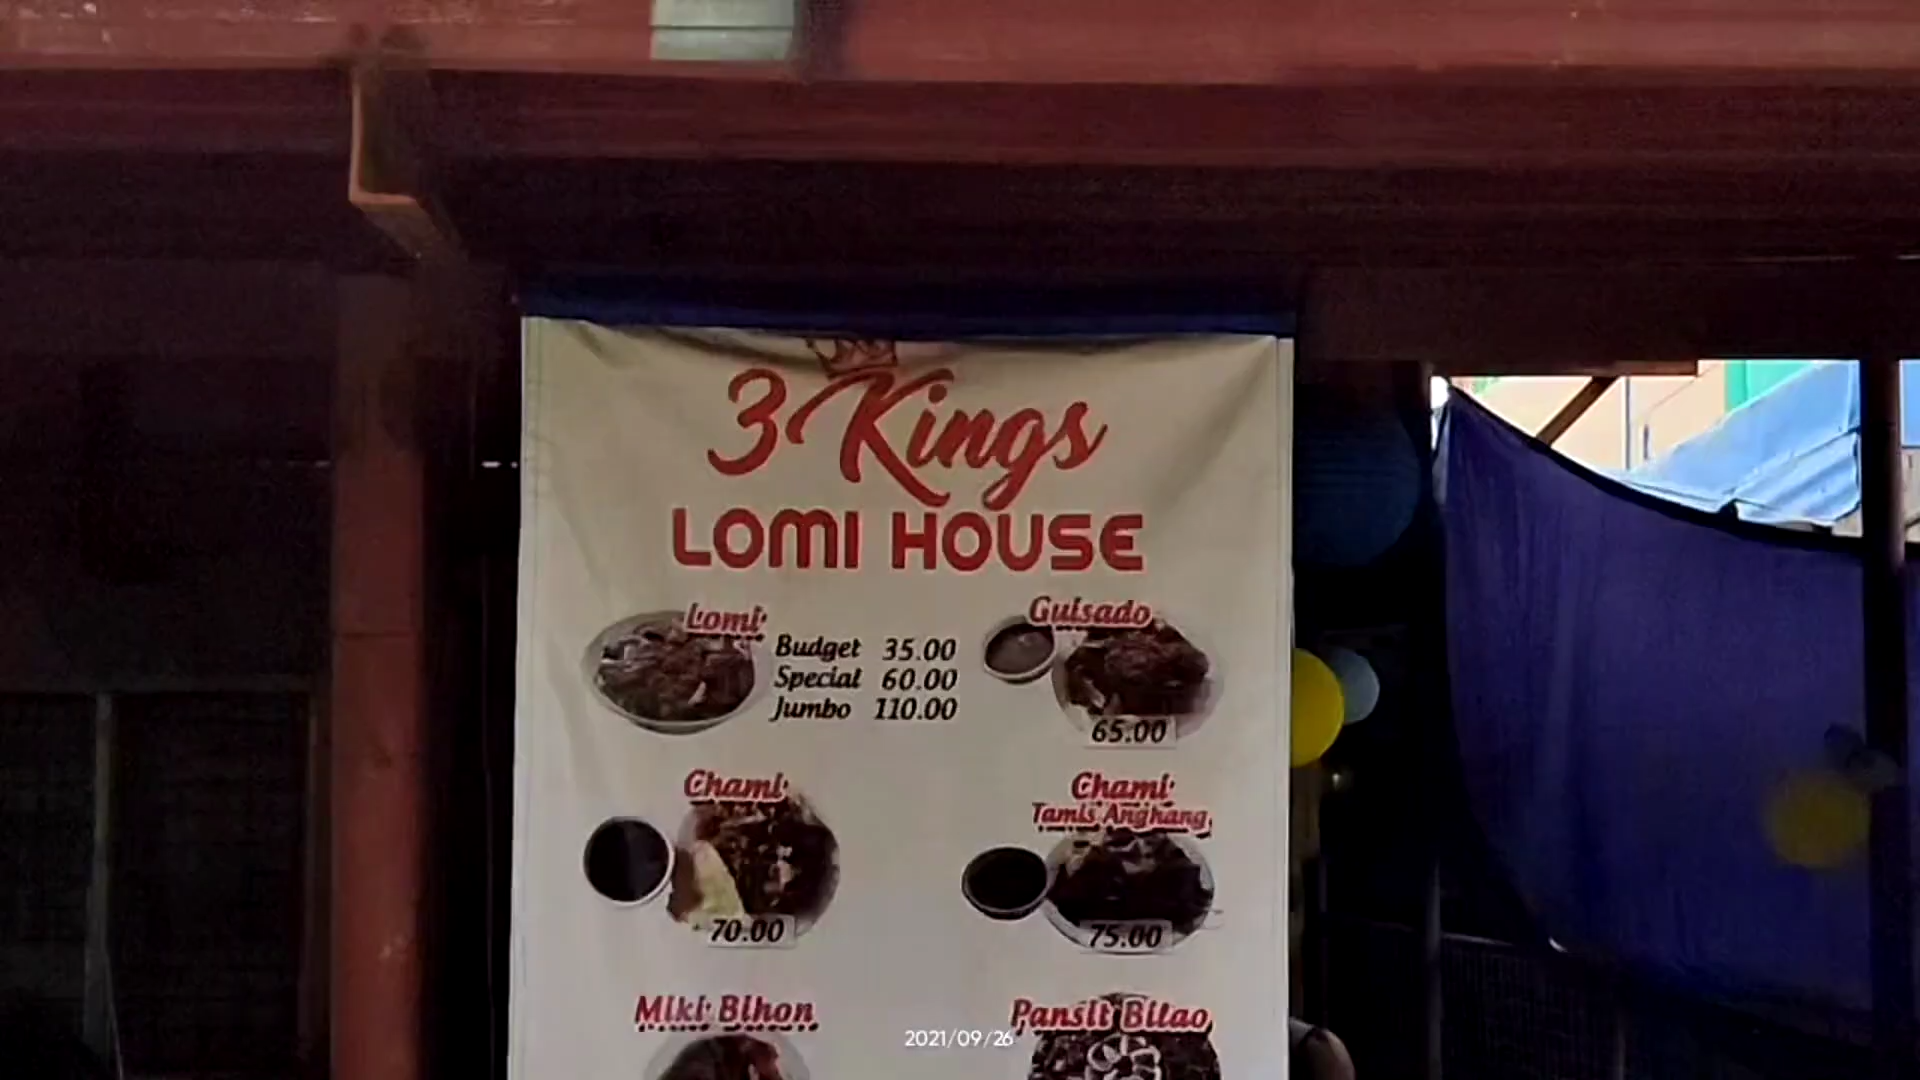 3 Kings
LOMI HOUSE
Lomi
Budget 35.00
Special 60.00
Jumbo 110.00
Guisado
65.00
Chami
70.00
Chami
Tamis Anghang
75.00
Miki Bihon
Pansit Bilao
2021/09/26